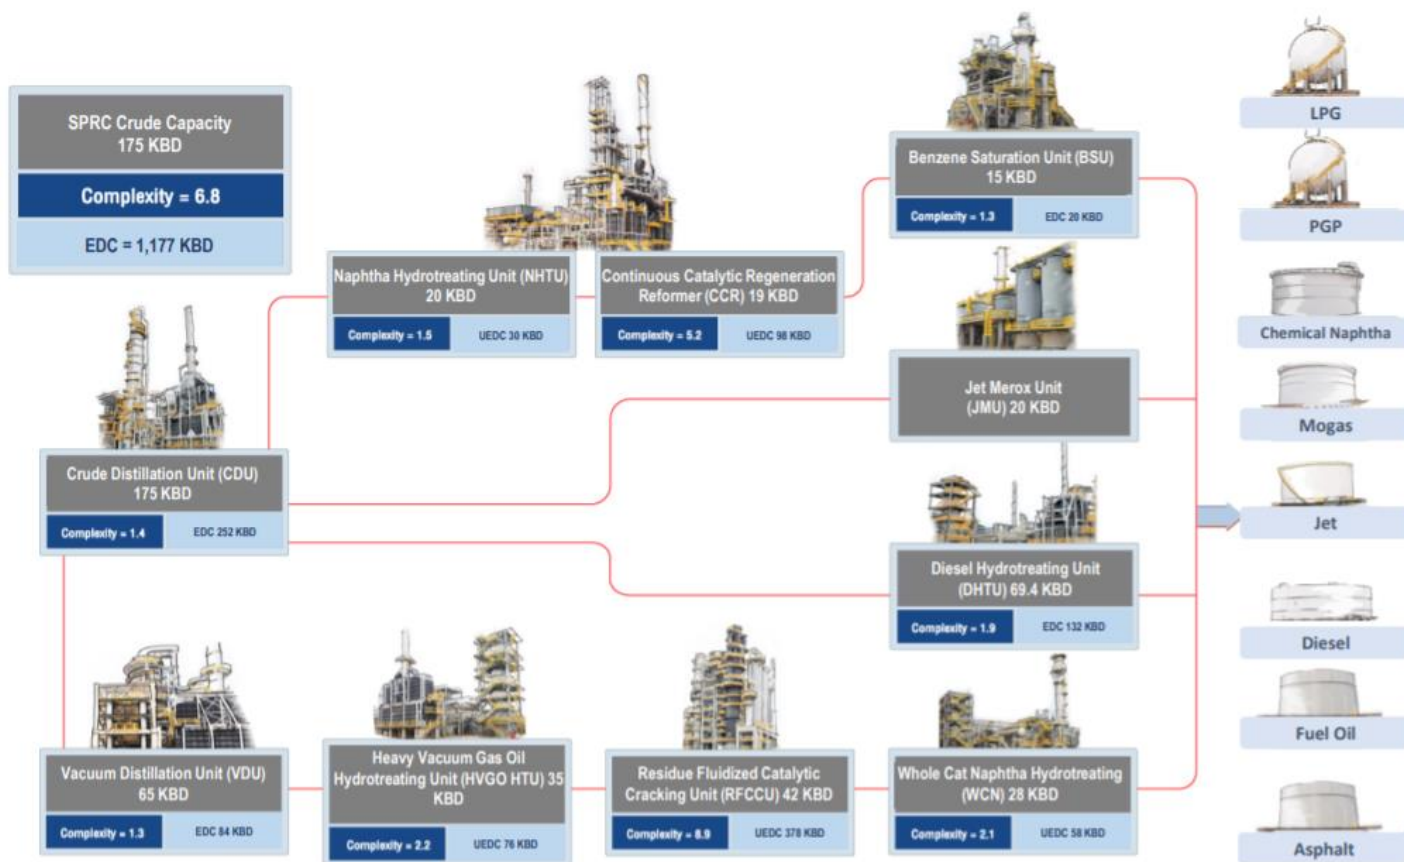 SPRC Crude Capacity
175 KBD
Complexity = 6.8
EDC = 1,177 KBD
Benzene Saturation Unit (BSU)
15 KBD
Complexity = 1.3
EDC 20 KBD
Naphtha Hydrotreating Unit (NHTU)
20 KBD
Complexity = 1.5
UEDC 30 KBD
Continuous Catalytic Regeneration
Reformer (CCR) 19 KBD
Complexity = 5.2
UEDC 98 KBD
Jet Merox Unit
(JMU) 20 KBD
Crude Distillation Unit (CDU)
175 KBD
Complexity = 1.4
EDC 252 KBD
Diesel Hydrotreating Unit
(DHTU) 69.4 KBD
Complexity = 1.9
EDC 132 KBD
Vacuum Distillation Unit (VDU)
65 KBD
Complexity = 1.3
EDC 84 KBD
Heavy Vacuum Gas Oil
Hydrotreating Unit (HVGO HTU) 35
KBD
Complexity = 2.2
UEDC 76 KBD
Residue Fluidized Catalytic
Cracking Unit (RFCCU) 42 KBD
Complexity = 8.9
UEDC 378 KBD
Whole Cat Naphtha Hydrotreating
(WCN) 28 KBD
Complexity = 2.1
UEDC 58 KBD
LPG
PGP
Chemical Naphtha
Mogas
Jet
Diesel
Fuel Oil
Asphalt